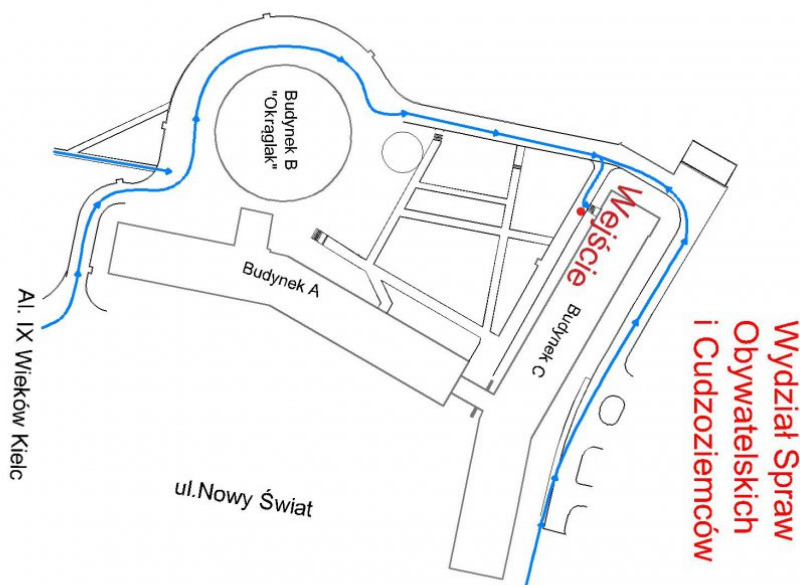 Budynek B
"Okrąglak"
Budynek A
Wejście
Budynek C
Wydział Spraw
Obywatelskich
i Cudzoziemców
Al. IX Wieków Kielc
ul.Nowy Świat